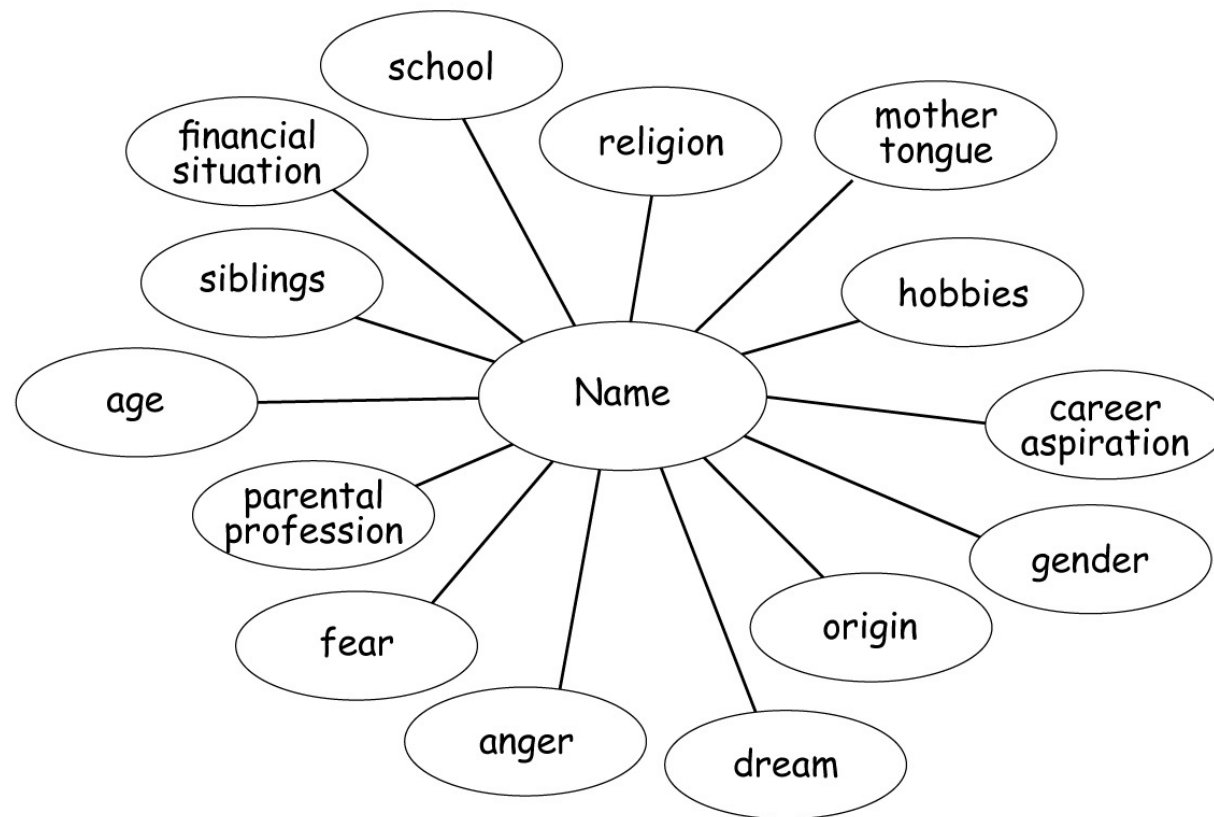 school
religion
mother
tongue
financial
situation
siblings
hobbies
Name
age
career
aspiration
parental
profession
gender
origin
fear
anger
dream